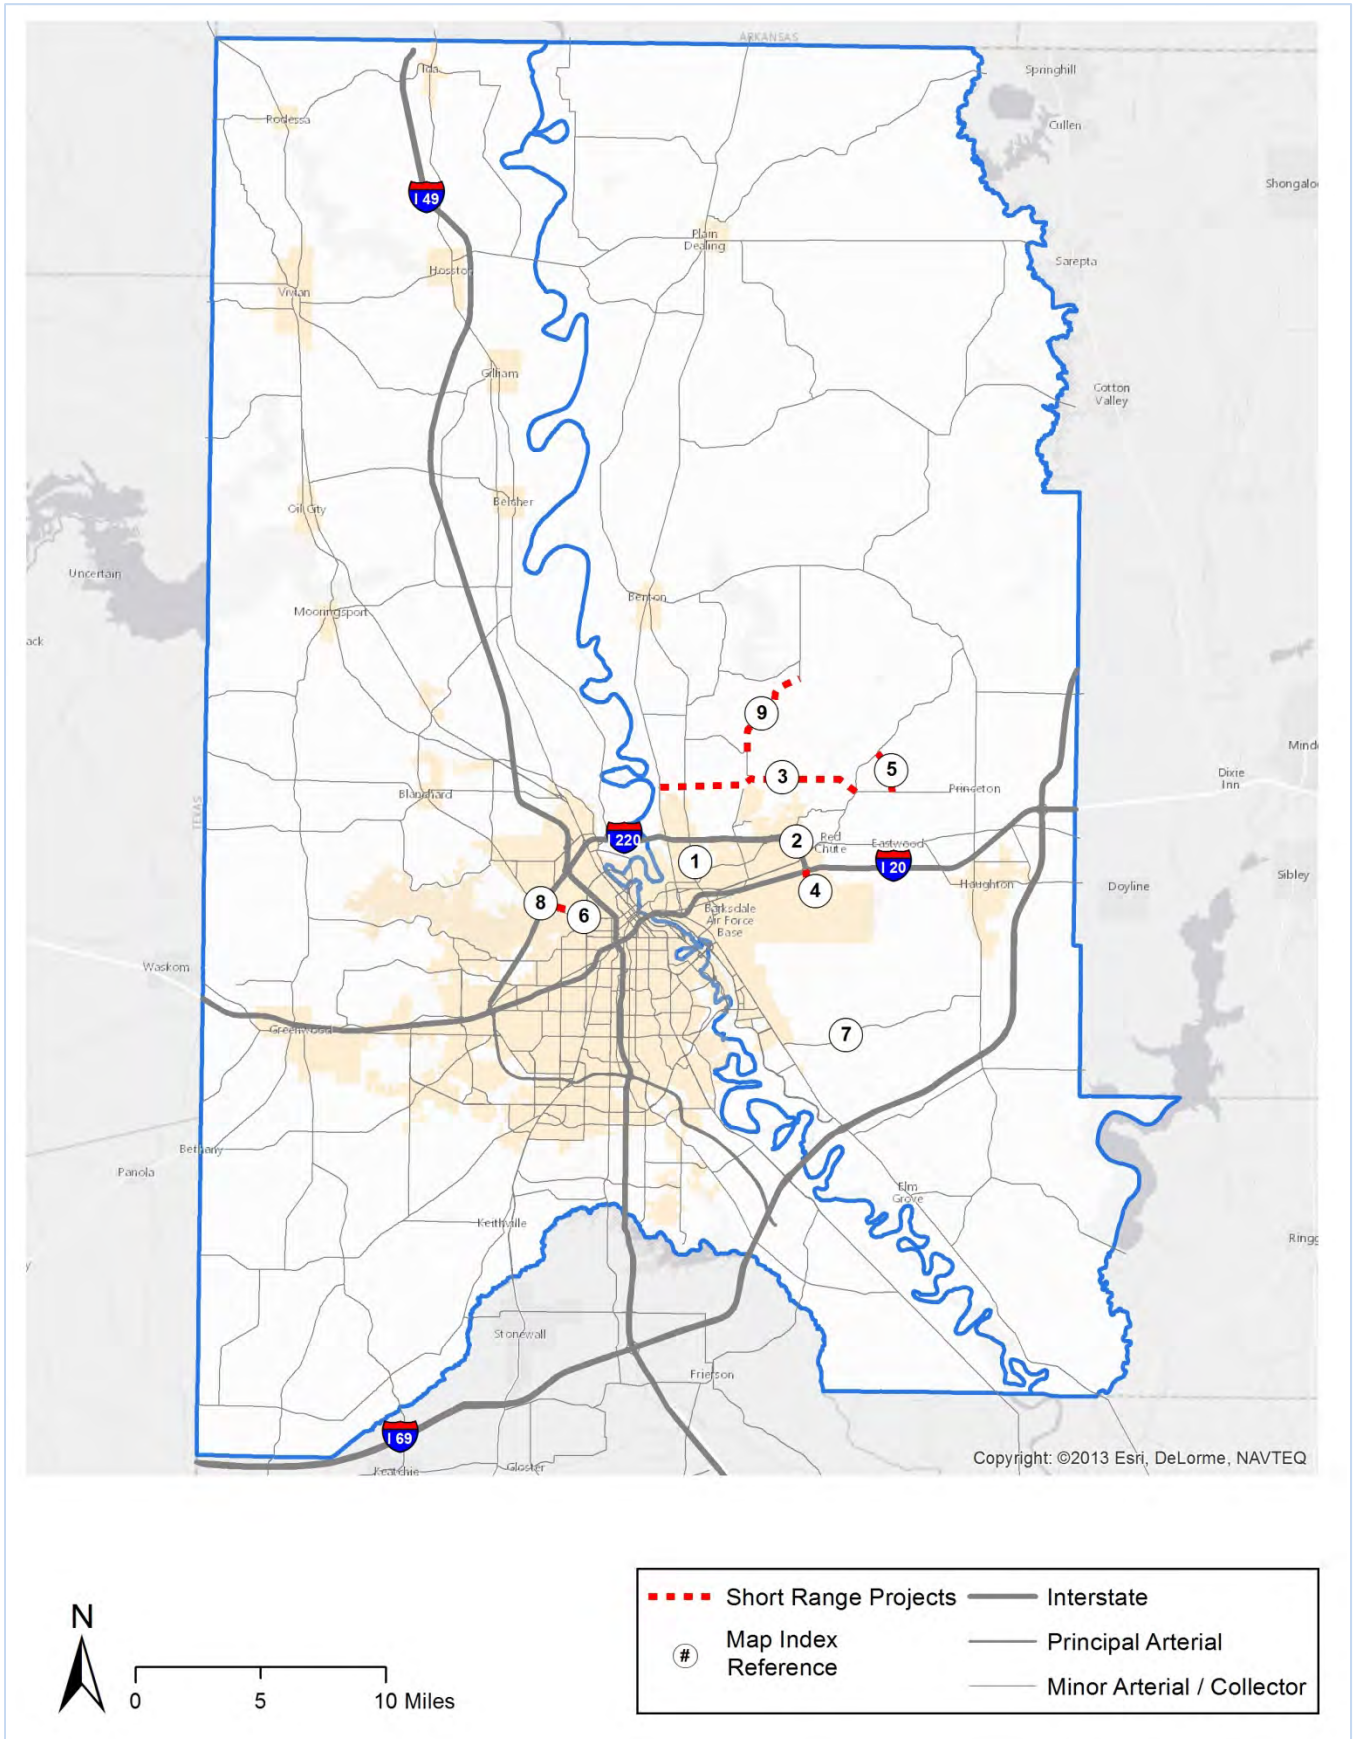 ARKANSAS
Ida
Springhill
Rodessa
Cullen
Shongalo
I 49
Plain
Dealing
Hosston
Sarepta
Vivian
Gilliam
Cotton
Valley
Belcher
Oil City
Uncertain
Benton
Mooringsport
ack
9
Mind
5
3
Dixie
Inn
Princeton
Blanchard
TEXAS
I 220
2
Red
Chute
Eastwood
1
I 20
Sibley
Haughton
Doyline
4
8
6
Barksdale
Air Force
Base
Waskom
Greenwood
7
Bethany
Panola
Elm
Grove
Keithville
Ringg
y
Stonewall
Frierson
I 69
Keatchie
Gloster
Copyright: ©2013 Esri, DeLorme, NAVTEQ
N
0 5 10 Miles
Short Range Projects
Interstate
#
Map Index
Reference
Principal Arterial
Minor Arterial / Collector